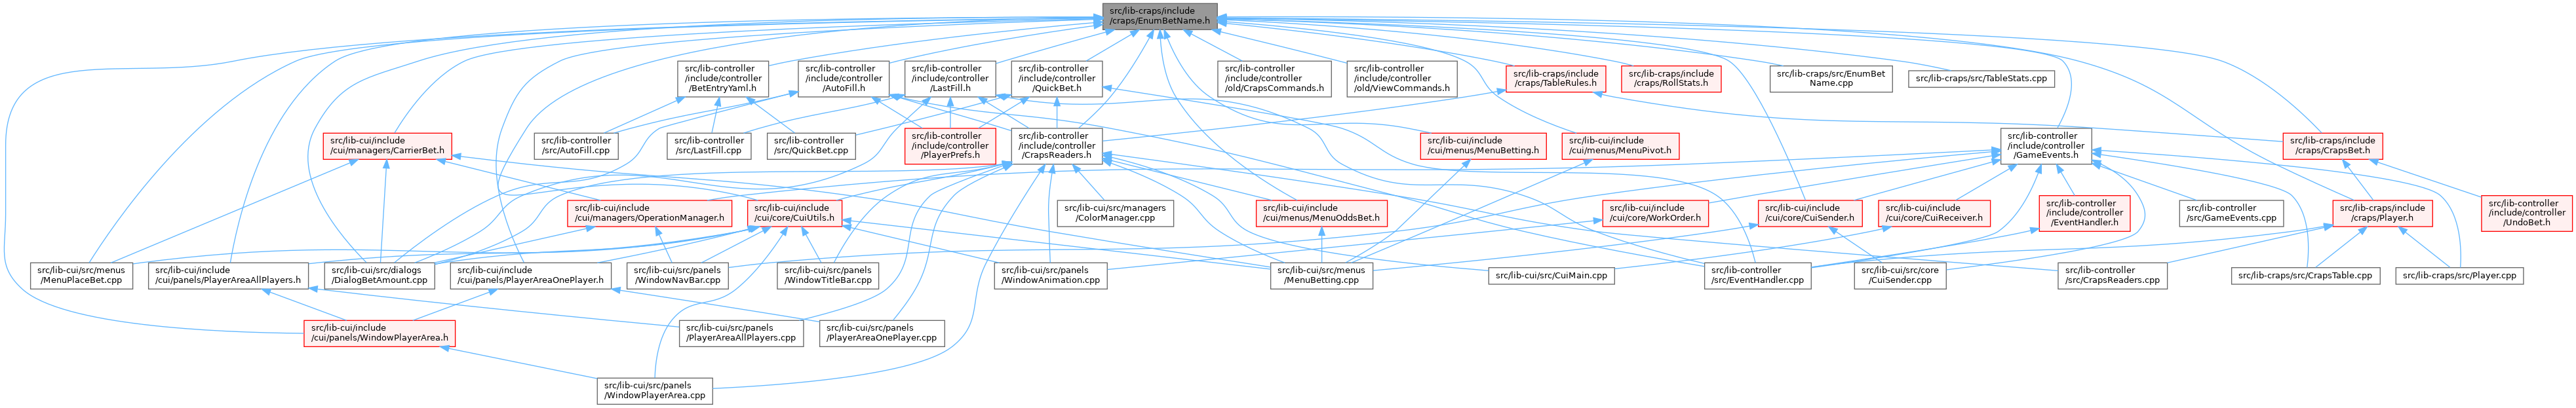 src/lib-craps/include
/craps/EnumBetName.h
src/lib-controller
/include/controller
/BetEntryYaml.h
src/lib-controller
/include/controller
/AutoFill.h
src/lib-controller
/include/controller
/LastFill.h
src/lib-controller
/include/controller
/QuickBet.h
src/lib-controller
/include/controller
/old/CrapsCommands.h
src/lib-controller
/include/controller
/old/ViewCommands.h
src/lib-craps/include
/craps/TableRules.h
src/lib-craps/include
/craps/RollStats.h
src/lib-craps/src/EnumBet
Name.cpp
src/lib-craps/src/TableStats.cpp
src/lib-cui/include
/cui/managers/CarrierBet.h
src/lib-controller
/src/AutoFill.cpp
src/lib-controller
/src/LastFill.cpp
src/lib-controller
/src/QuickBet.cpp
src/lib-controller
/include/controller
/PlayerPrefs.h
src/lib-controller
/include/controller
/CrapsReaders.h
src/lib-cui/include
/cui/menus/MenuBetting.h
src/lib-cui/include
/cui/menus/MenuPivot.h
src/lib-controller
/include/controller
/GameEvents.h
src/lib-craps/include
/craps/CrapsBet.h
src/lib-cui/include
/cui/managers/OperationManager.h
src/lib-cui/include
/cui/core/CuiUtils.h
src/lib-cui/src/managers
/ColorManager.cpp
src/lib-cui/include
/cui/menus/MenuOddsBet.h
src/lib-cui/include
/cui/core/WorkOrder.h
src/lib-cui/include
/cui/core/CuiSender.h
src/lib-cui/include
/cui/core/CuiReceiver.h
src/lib-controller
/include/controller
/EventHandler.h
src/lib-controller
/src/GameEvents.cpp
src/lib-craps/include
/craps/Player.h
src/lib-controller
/include/controller
/UndoBet.h
src/lib-cui/src/menus
/MenuPlaceBet.cpp
src/lib-cui/include
/cui/panels/PlayerAreaAllPlayers.h
src/lib-cui/src/dialogs
/DialogBetAmount.cpp
src/lib-cui/include
/cui/panels/PlayerAreaOnePlayer.h
src/lib-cui/src/panels
/WindowNavBar.cpp
src/lib-cui/src/panels
/WindowTitleBar.cpp
src/lib-cui/src/panels
/WindowAnimation.cpp
src/lib-cui/src/menus
/MenuBetting.cpp
src/lib-cui/src/CuiMain.cpp
src/lib-controller
/src/EventHandler.cpp
src/lib-cui/src/core
/CuiSender.cpp
src/lib-controller
/src/CrapsReaders.cpp
src/lib-craps/src/CrapsTable.cpp
src/lib-craps/src/Player.cpp
src/lib-cui/include
/cui/panels/WindowPlayerArea.h
src/lib-cui/src/panels
/PlayerAreaAllPlayers.cpp
src/lib-cui/src/panels
/PlayerAreaOnePlayer.cpp
src/lib-cui/src/panels
/WindowPlayerArea.cpp